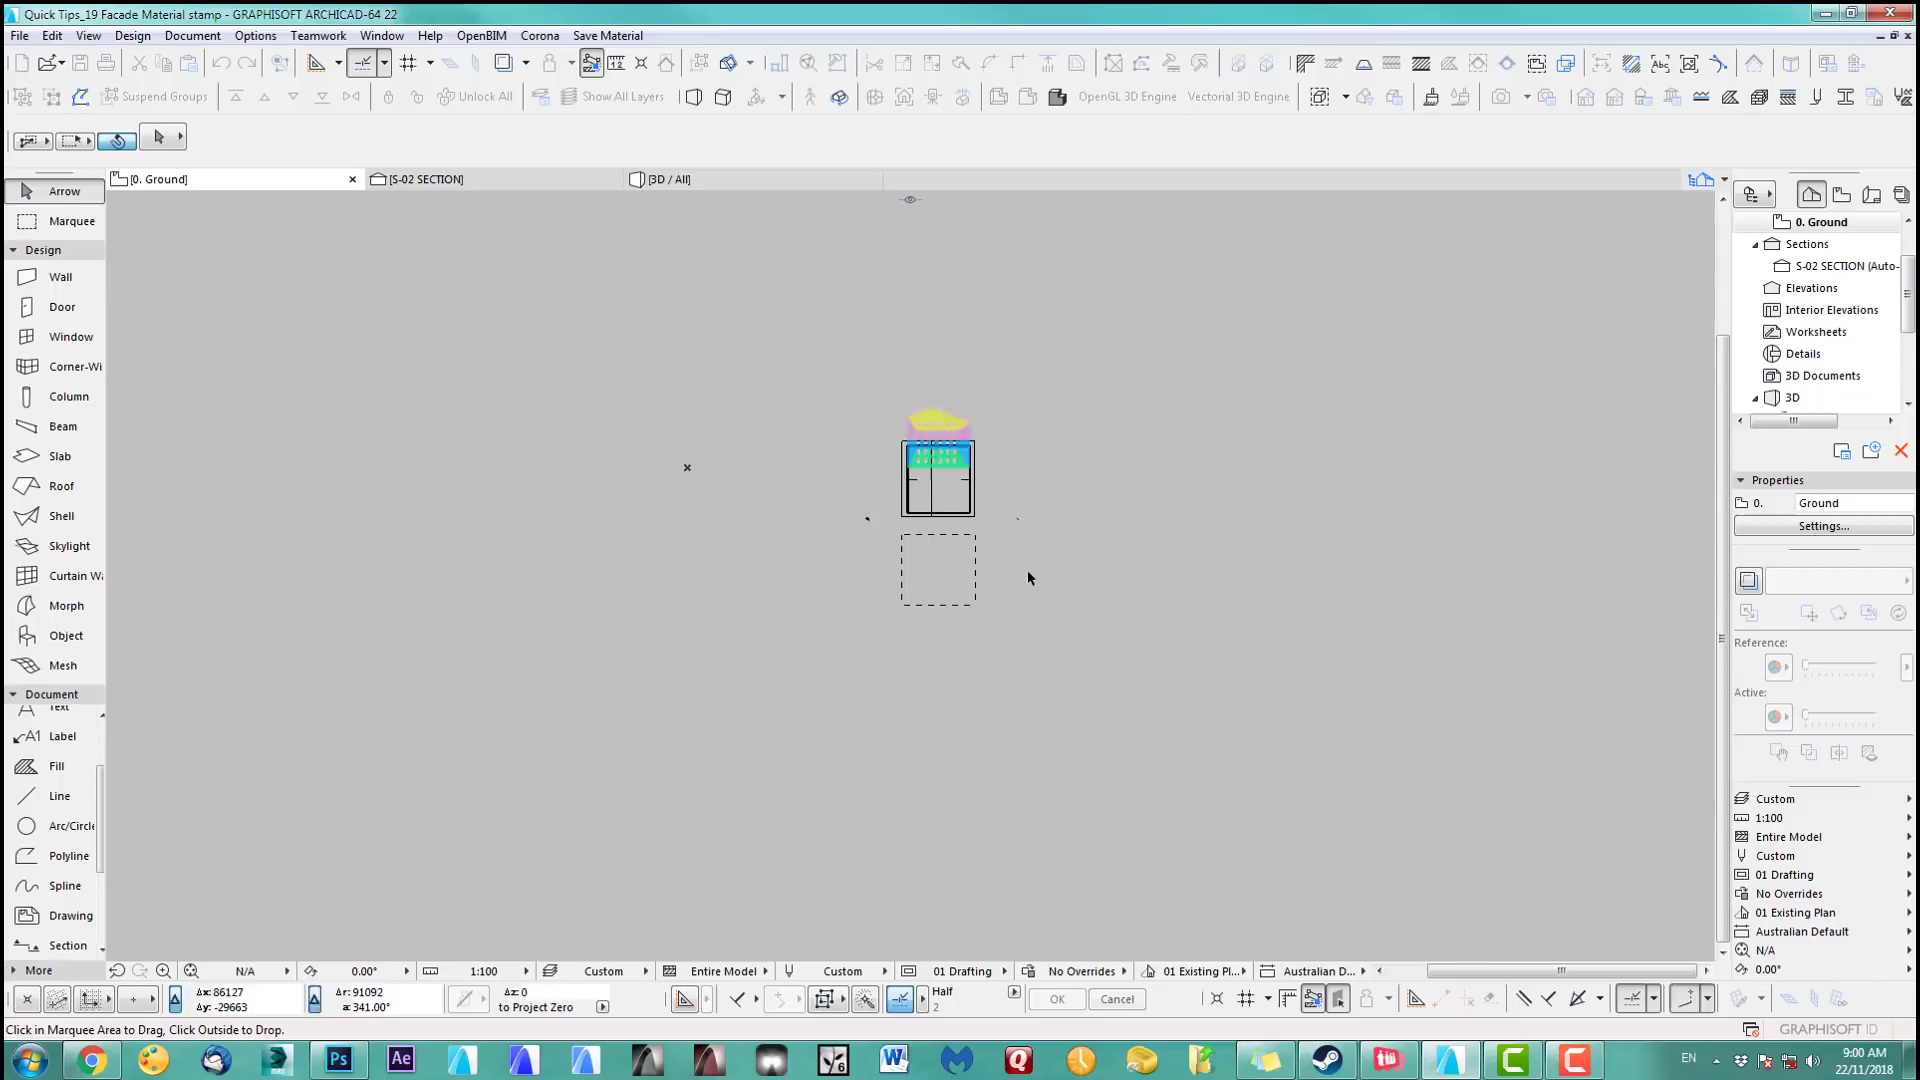 Quick Tips_19 Facade Material stamp - GRAPHISOFT ARCHICAD-64 22
File Edit View Design Document Options Teamwork Window Help OpenBIM Corona Save Material
Suspend Groups Unlock All Show All Layers OpenGL 3D Engine Vectorial 3D Engine
[0. Ground] [S-02 SECTION] [3D / All]
Arrow
Marquee
Design
Wall
Door
Window
Corner-Wi
Column
Beam
Slab
Roof
Shell
Skylight
Curtain Wa
Morph
Object
Mesh
Document
Text
Label
Fill
Line
Arc/Circle
Polyline
Spline
Drawing
Section
More
0. Ground
Sections
S-02 SECTION (Auto-
Elevations
Interior Elevations
Worksheets
Details
3D Documents
3D
Properties
0. Ground
Settings...
Reference:
Active:
Custom
1:100
Entire Model
Custom
01 Drafting
No Overrides
01 Existing Plan
Australian Default
N/A
0.00°
N/A 0.00° 1:100 Custom Entire Model Custom 01 Drafting No Overrides 01 Existing Pl... Australian D...
Δx: 86127 Δr: 91092 Δz: 0 Half OK Cancel
Δy: -29663 a: 341.00° to Project Zero 2
Click in Marquee Area to Drag, Click Outside to Drop.
GRAPHISOFT ID
Ps Ae W Q EN
9:00 AM
22/11/2018